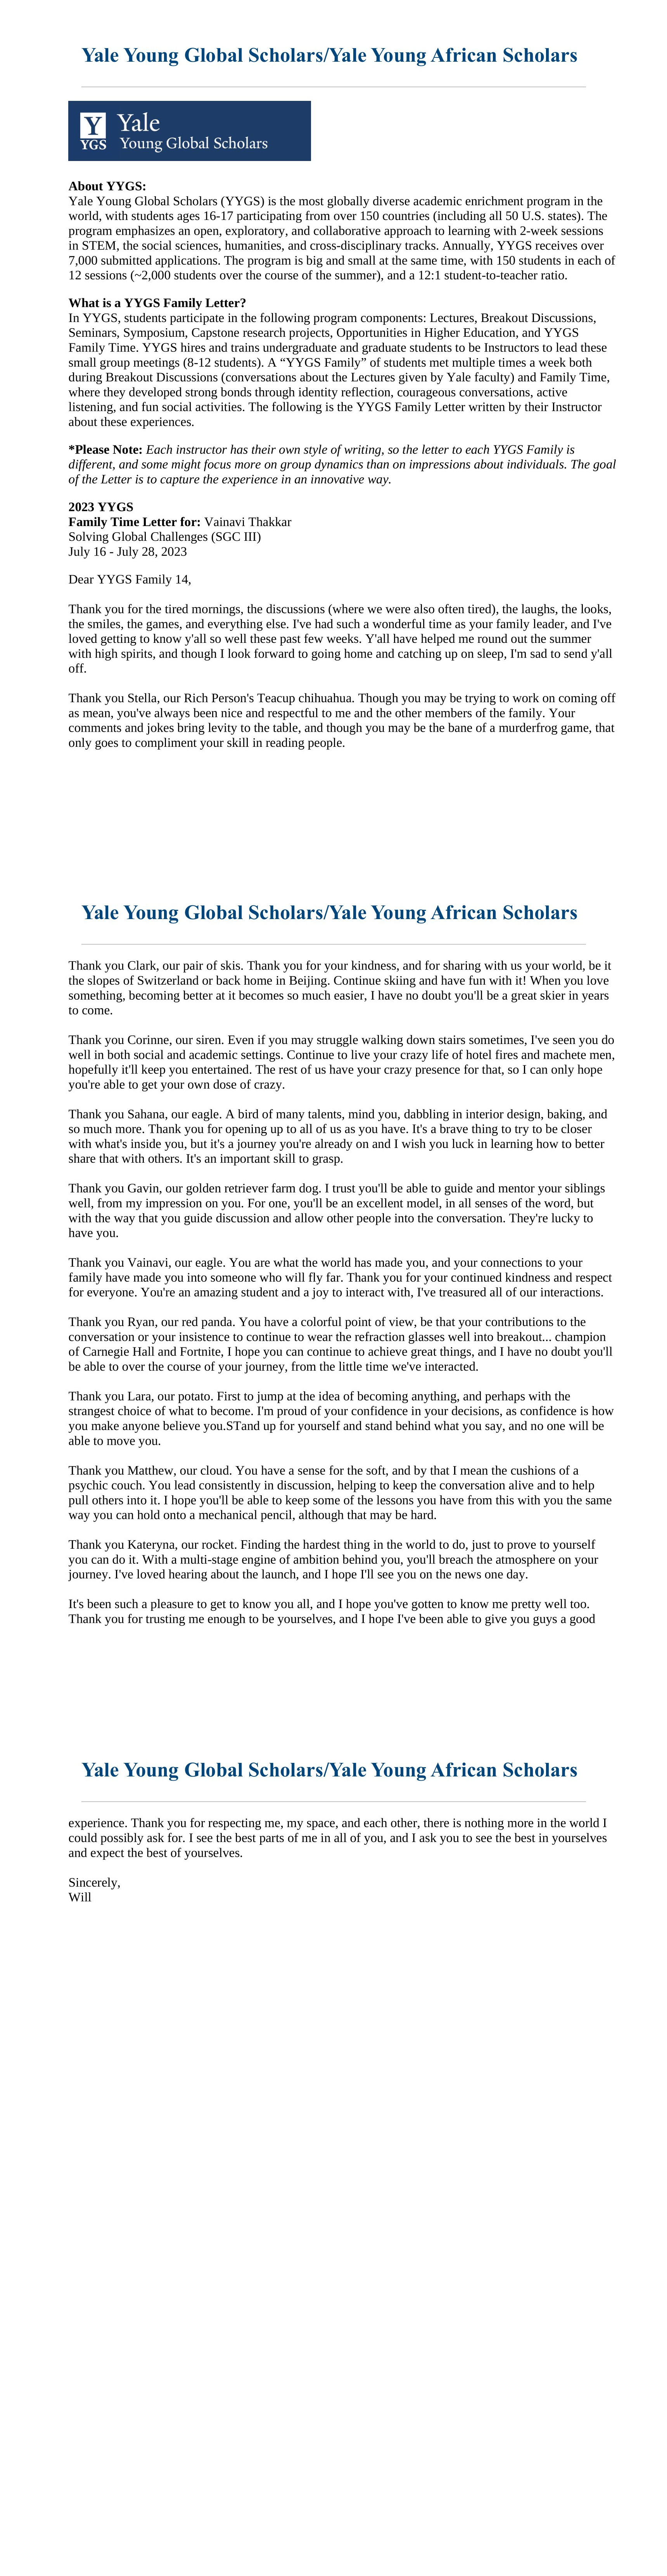 Yale Young Global Scholars/Yale Young African Scholars
Y
YGS
Yale
Young Global Scholars
About YYGS:
Yale Young Global Scholars (YYGS) is the most globally diverse academic enrichment program in the
world, with students ages 16-17 participating from over 150 countries (including all 50 U.S. states). The
program emphasizes an open, exploratory, and collaborative approach to learning with 2-week sessions
in STEM, the social sciences, humanities, and cross-disciplinary tracks. Annually, YYGS receives over
7,000 submitted applications. The program is big and small at the same time, with 150 students in each of
12 sessions (~2,000 students over the course of the summer), and a 12:1 student-to-teacher ratio.
What is a YYGS Family Letter?
In YYGS, students participate in the following program components: Lectures, Breakout Discussions,
Seminars, Symposium, Capstone research projects, Opportunities in Higher Education, and YYGS
Family Time. YYGS hires and trains undergraduate and graduate students to be Instructors to lead these
small group meetings (8-12 students). A “YYGS Family” of students met multiple times a week both
during Breakout Discussions (conversations about the Lectures given by Yale faculty) and Family Time,
where they developed strong bonds through identity reflection, courageous conversations, active
listening, and fun social activities. The following is the YYGS Family Letter written by their Instructor
about these experiences.
*Please Note: Each instructor has their own style of writing, so the letter to each YYGS Family is
different, and some might focus more on group dynamics than on impressions about individuals. The goal
of the Letter is to capture the experience in an innovative way.
2023 YYGS
Family Time Letter for: Vainavi Thakkar
Solving Global Challenges (SGC III)
July 16 - July 28, 2023
Dear YYGS Family 14,
Thank you for the tired mornings, the discussions (where we were also often tired), the laughs, the looks,
the smiles, the games, and everything else. I've had such a wonderful time as your family leader, and I've
loved getting to know y'all so well these past few weeks. Y'all have helped me round out the summer
with high spirits, and though I look forward to going home and catching up on sleep, I'm sad to send y'all
off.
Thank you Stella, our Rich Person's Teacup chihuahua. Though you may be trying to work on coming off
as mean, you've always been nice and respectful to me and the other members of the family. Your
comments and jokes bring levity to the table, and though you may be the bane of a murderfrog game, that
only goes to compliment your skill in reading people.
Yale Young Global Scholars/Yale Young African Scholars
Thank you Clark, our pair of skis. Thank you for your kindness, and for sharing with us your world, be it
the slopes of Switzerland or back home in Beijing. Continue skiing and have fun with it! When you love
something, becoming better at it becomes so much easier, I have no doubt you'll be a great skier in years
to come.
Thank you Corinne, our siren. Even if you may struggle walking down stairs sometimes, I've seen you do
well in both social and academic settings. Continue to live your crazy life of hotel fires and machete men,
hopefully it'll keep you entertained. The rest of us have your crazy presence for that, so I can only hope
you're able to get your own dose of crazy.
Thank you Sahana, our eagle. A bird of many talents, mind you, dabbling in interior design, baking, and
so much more. Thank you for opening up to all of us as you have. It's a brave thing to try to be closer
with what's inside you, but it's a journey you're already on and I wish you luck in learning how to better
share that with others. It's an important skill to grasp.
Thank you Gavin, our golden retriever farm dog. I trust you'll be able to guide and mentor your siblings
well, from my impression on you. For one, you'll be an excellent model, in all senses of the word, but
with the way that you guide discussion and allow other people into the conversation. They're lucky to
have you.
Thank you Vainavi, our eagle. You are what the world has made you, and your connections to your
family have made you into someone who will fly far. Thank you for your continued kindness and respect
for everyone. You're an amazing student and a joy to interact with, I've treasured all of our interactions.
Thank you Ryan, our red panda. You have a colorful point of view, be that your contributions to the
conversation or your insistence to continue to wear the refraction glasses well into breakout... champion
of Carnegie Hall and Fortnite, I hope you can continue to achieve great things, and I have no doubt you'll
be able to over the course of your journey, from the little time we've interacted.
Thank you Lara, our potato. First to jump at the idea of becoming anything, and perhaps with the
strangest choice of what to become. I'm proud of your confidence in your decisions, as confidence is how
you make anyone believe you.STand up for yourself and stand behind what you say, and no one will be
able to move you.
Thank you Matthew, our cloud. You have a sense for the soft, and by that I mean the cushions of a
psychic couch. You lead consistently in discussion, helping to keep the conversation alive and to help
pull others into it. I hope you'll be able to keep some of the lessons you have from this with you the same
way you can hold onto a mechanical pencil, although that may be hard.
Thank you Kateryna, our rocket. Finding the hardest thing in the world to do, just to prove to yourself
you can do it. With a multi-stage engine of ambition behind you, you'll breach the atmosphere on your
journey. I've loved hearing about the launch, and I hope I'll see you on the news one day.
It's been such a pleasure to get to know you all, and I hope you've gotten to know me pretty well too.
Thank you for trusting me enough to be yourselves, and I hope I've been able to give you guys a good
Yale Young Global Scholars/Yale Young African Scholars
experience. Thank you for respecting me, my space, and each other, there is nothing more in the world I
could possibly ask for. I see the best parts of me in all of you, and I ask you to see the best in yourselves
and expect the best of yourselves.
Sincerely,
Will